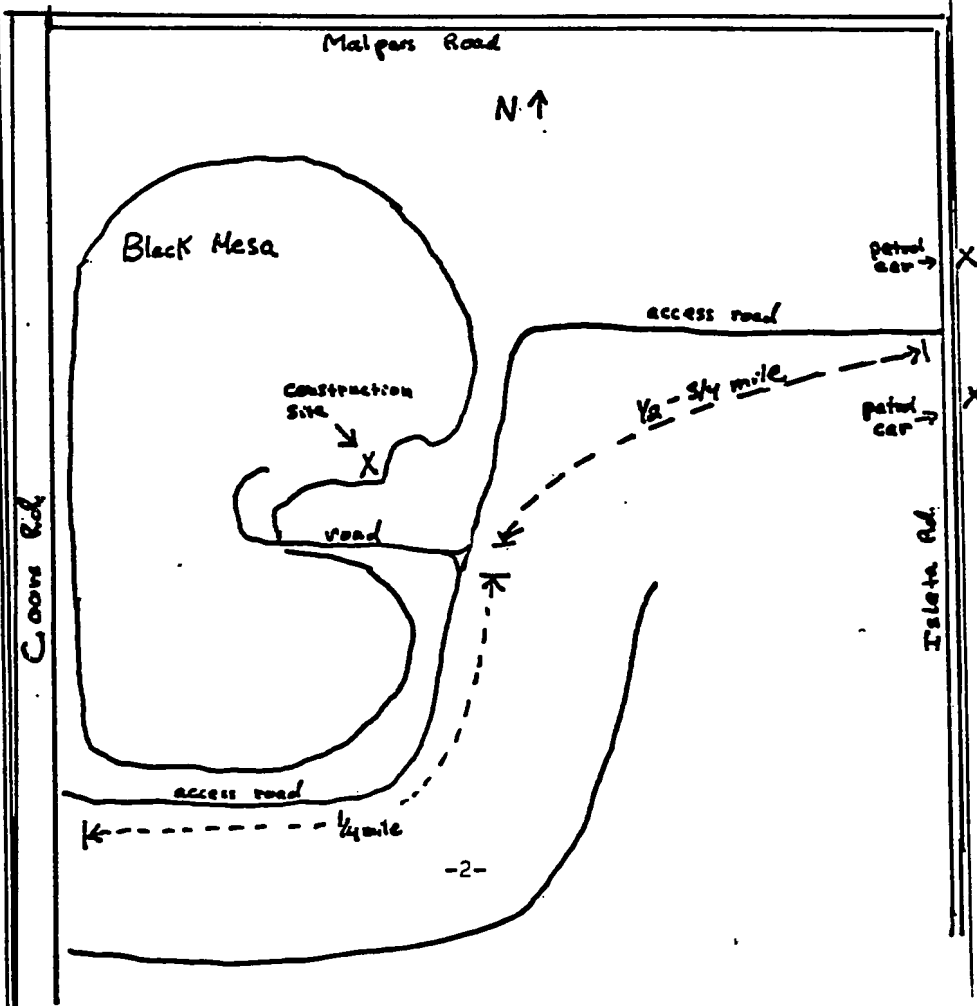 Malpais Road
N ↑
Black Mesa
patrol
car →
access road
construction
site
X
X
1/2 - 3/4 mile
patrol
car →
X
road
Coors Rd.
Isleta Rd.
access road
1/4 mile
-2-